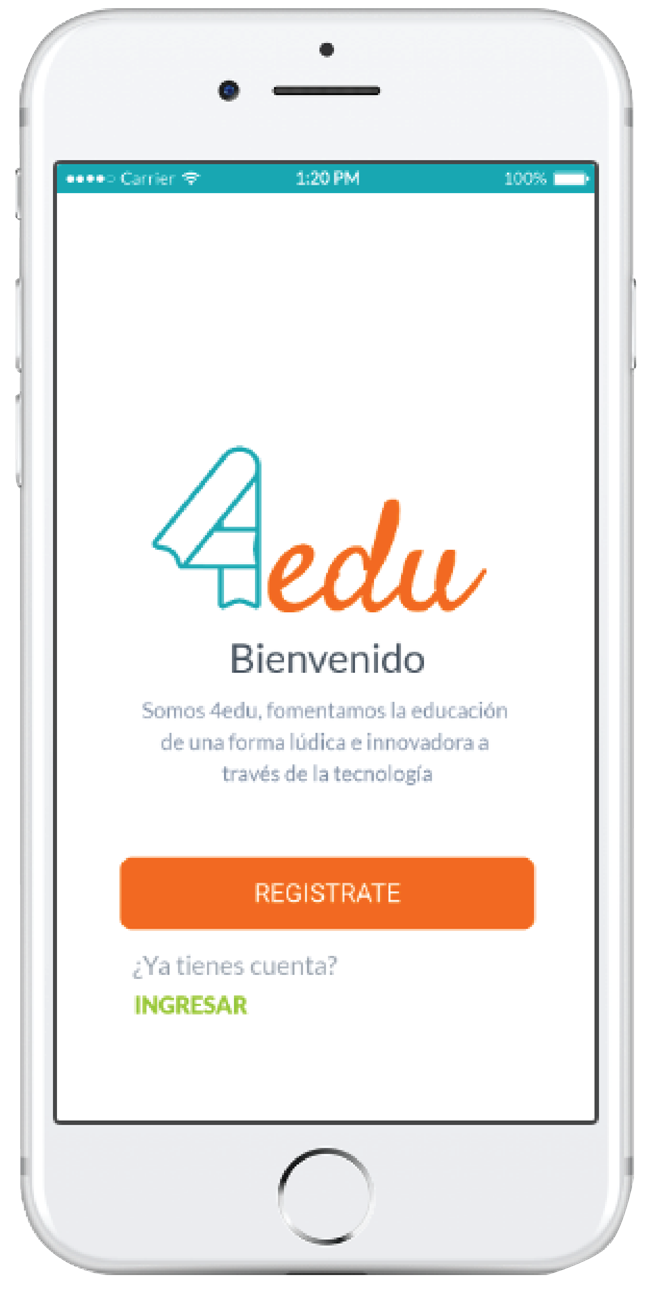 Carrier 1:20 PM 100%
4edu
Bienvenido
Somos 4edu, fomentamos la educación
de una forma lúdica e innovadora a
través de la tecnología
REGISTRATE
¿Ya tienes cuenta?
INGRESAR